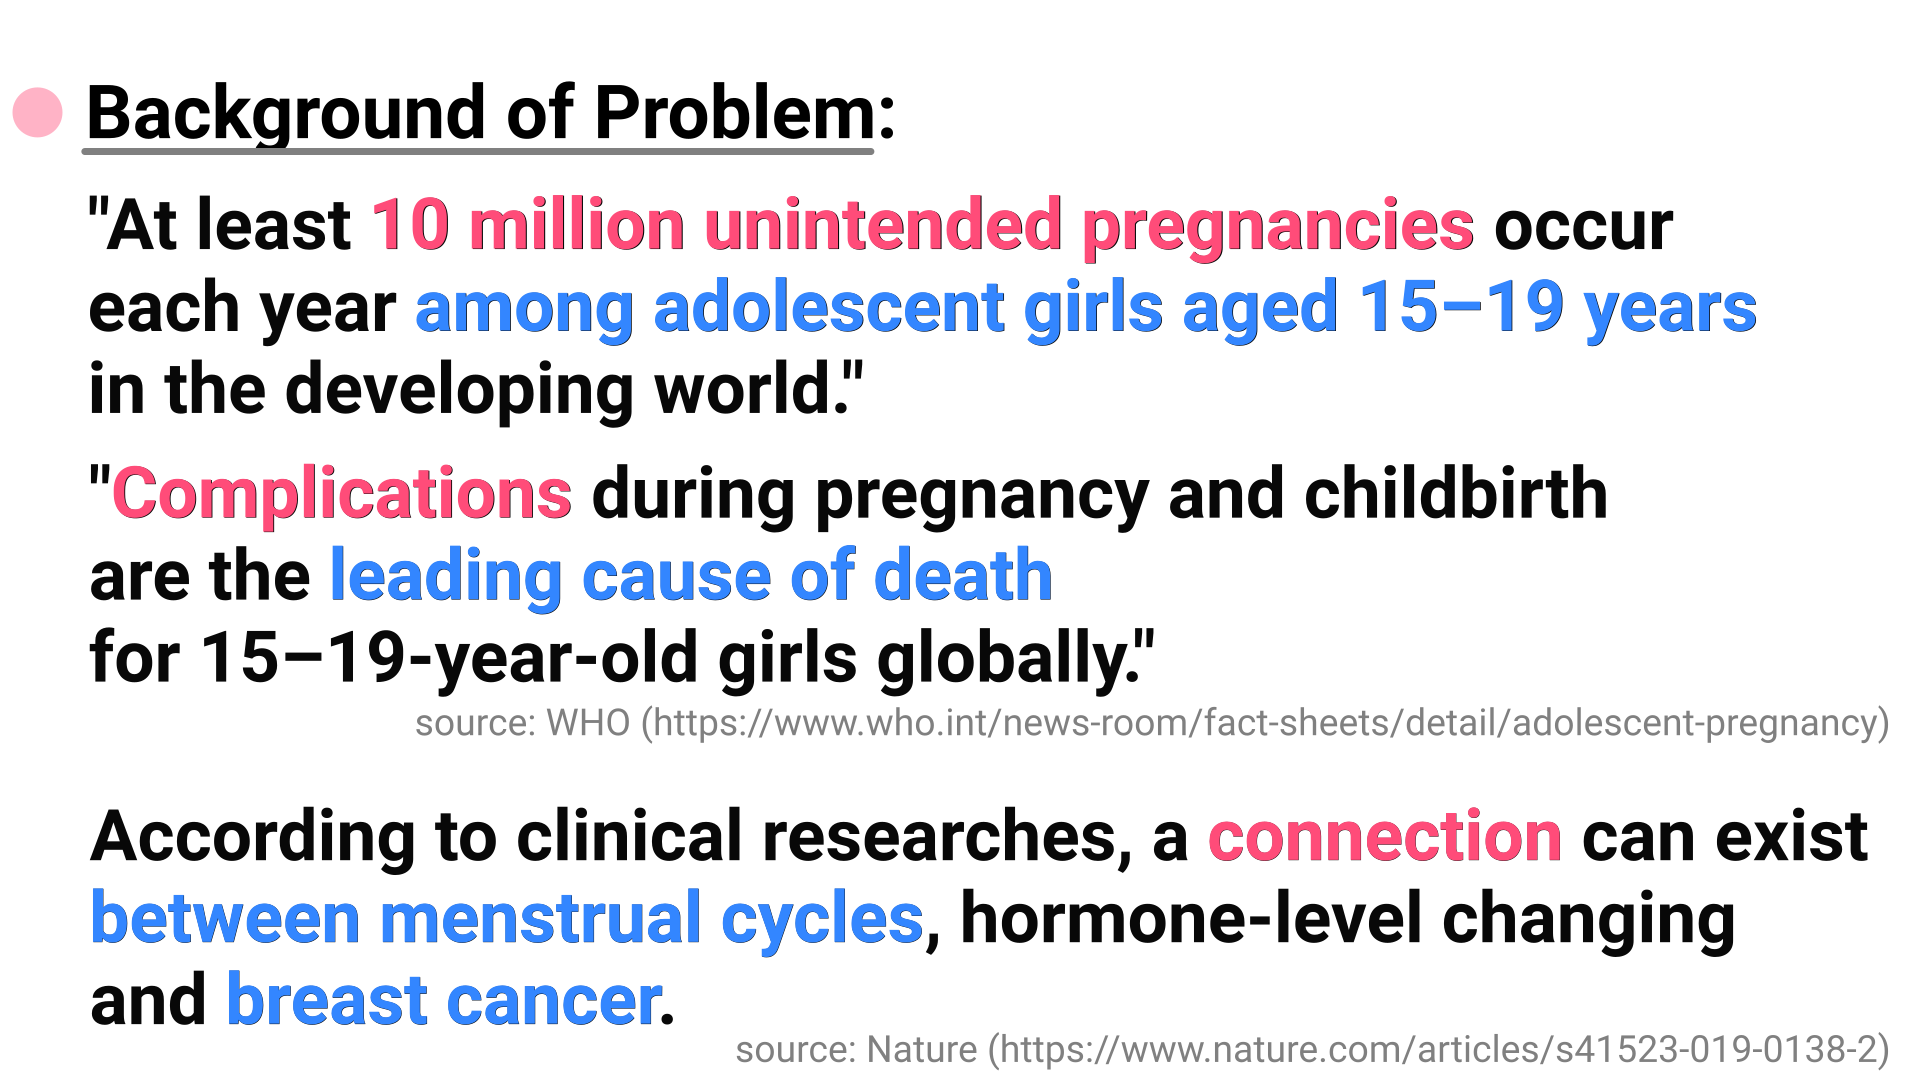 Background of Problem:
"At least 10 million unintended pregnancies occur
each year among adolescent girls aged 15–19 years
in the developing world."
"Complications during pregnancy and childbirth
are the leading cause of death
for 15–19-year-old girls globally."
source: WHO (https://www.who.int/news-room/fact-sheets/detail/adolescent-pregnancy)
According to clinical researches, a connection can exist
between menstrual cycles, hormone-level changing
and breast cancer.
source: Nature (https://www.nature.com/articles/s41523-019-0138-2)